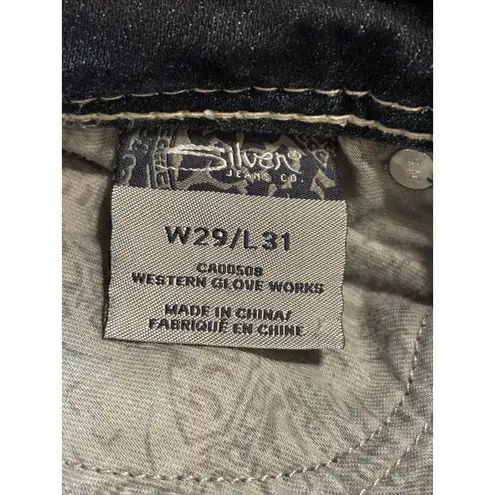 Silver®
JEANS CO.
W29/L31
CA00508
WESTERN GLOVE WORKS
MADE IN CHINA/
FABRIQUÉ EN CHINE